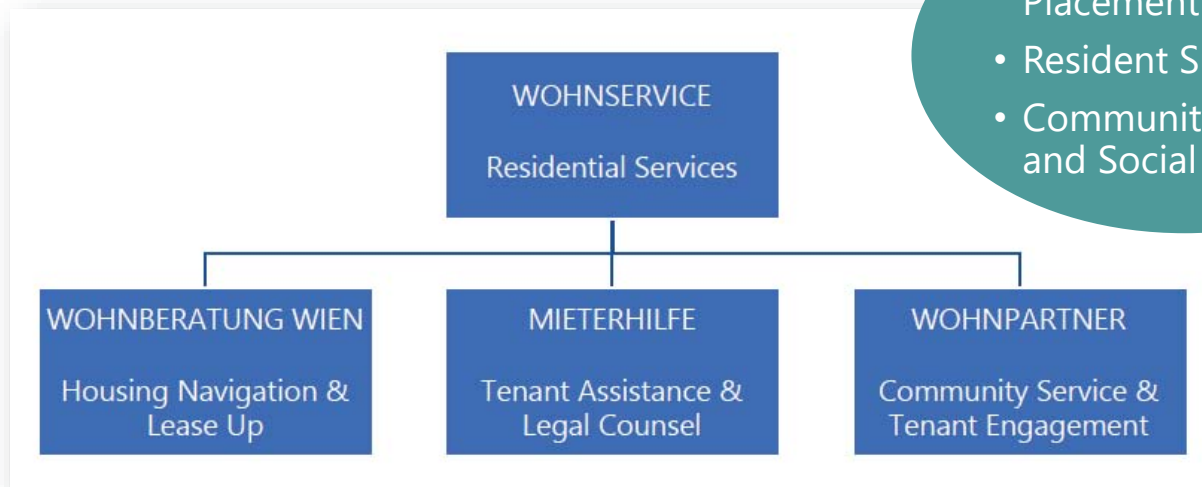 Placement
• Resident S
• Communit
and Social
WOHNSERVICE
Residential Services
WOHNBERATUNG WIEN
Housing Navigation &
Lease Up
MIETERHILFE
Tenant Assistance &
Legal Counsel
WOHNPARTNER
Community Service &
Tenant Engagement